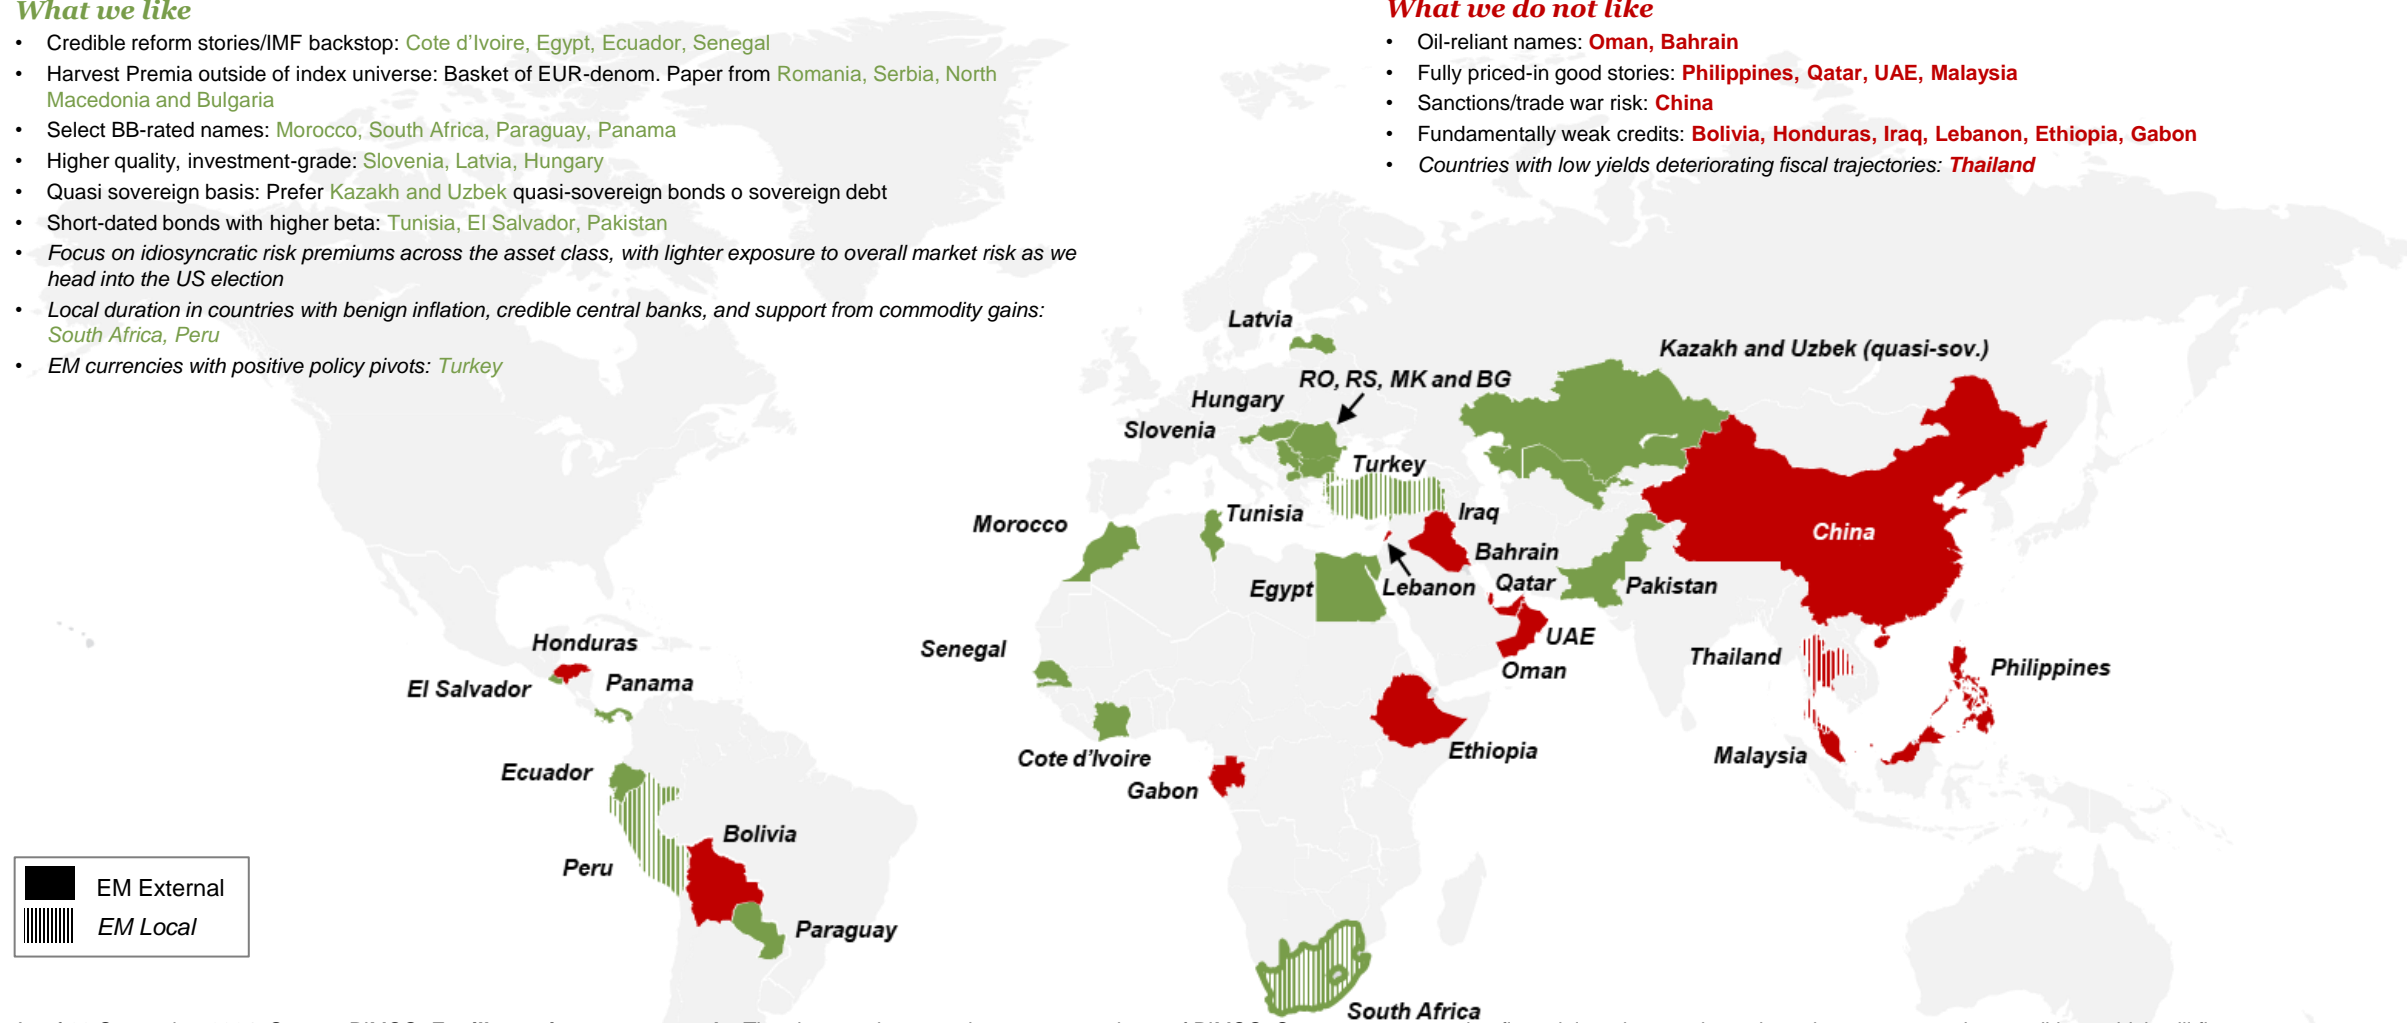 What we like
• Credible reform stories/IMF backstop: Cote d'Ivoire, Egypt, Ecuador, Senegal
• Harvest Premia outside of index universe: Basket of EUR-denom. Paper from Romania, Serbia, North
Macedonia and Bulgaria
• Select BB-rated names: Morocco, South Africa, Paraguay, Panama
• Higher quality, investment-grade: Slovenia, Latvia, Hungary
• Quasi sovereign basis: Prefer Kazakh and Uzbek quasi-sovereign bonds o sovereign debt
• Short-dated bonds with higher beta: Tunisia, El Salvador, Pakistan
• Focus on idiosyncratic risk premiums across the asset class, with lighter exposure to overall market risk as we
head into the US election
• Local duration in countries with benign inflation, credible central banks, and support from commodity gains:
South Africa, Peru
• EM currencies with positive policy pivots: Turkey
What we do not like
• Oil-reliant names: Oman, Bahrain
• Fully priced-in good stories: Philippines, Qatar, UAE, Malaysia
• Sanctions/trade war risk: China
• Fundamentally weak credits: Bolivia, Honduras, Iraq, Lebanon, Ethiopia, Gabon
• Countries with low yields deteriorating fiscal trajectories: Thailand
Latvia
Kazakh and Uzbek (quasi-sov.)
RO, RS, MK and BG
Hungary
Slovenia
Turkey
Morocco
Tunisia
Iraq
China
Bahrain
Egypt
Lebanon
Qatar
Pakistan
Honduras
Senegal
UAE
Thailand
Philippines
El Salvador
Panama
Oman
Cote d'Ivoire
Ethiopia
Malaysia
Ecuador
Gabon
Bolivia
Peru
Paraguay
South Africa
EM External
EM Local